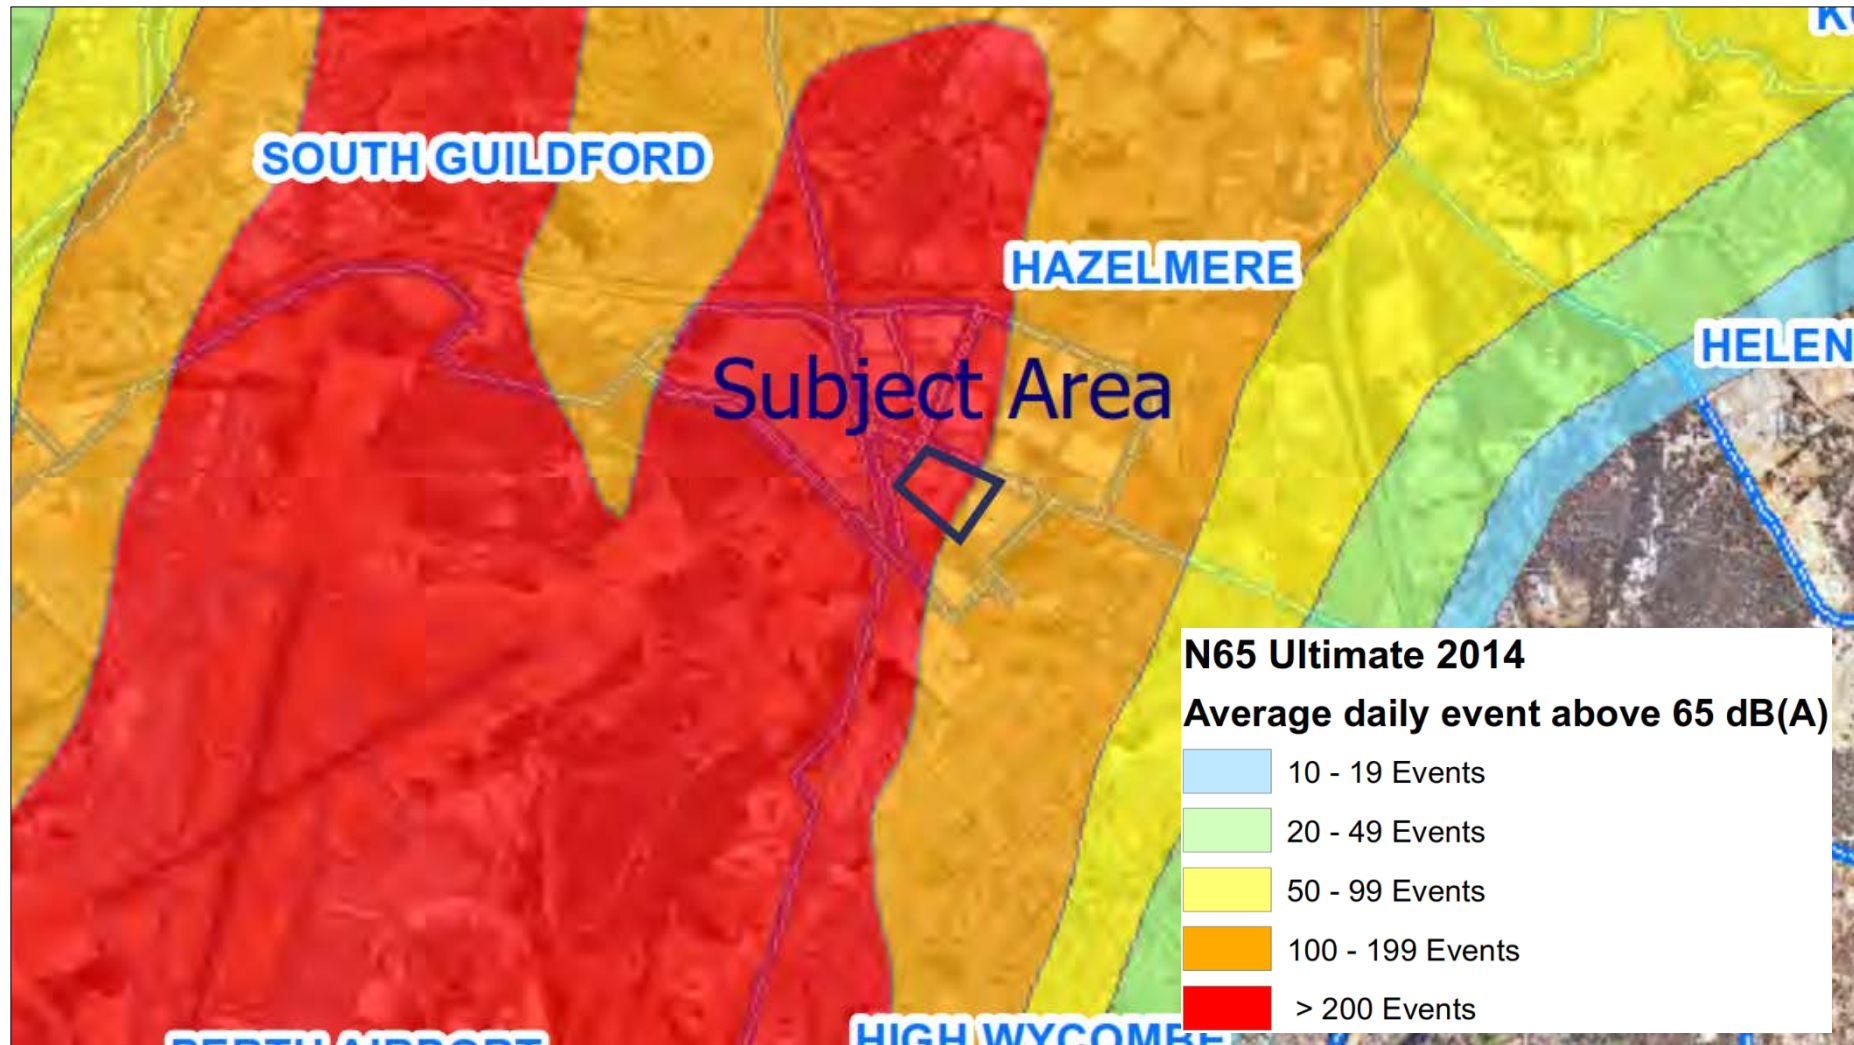 SOUTH GUILDFORD
HAZELMERE
HELEN
Subject Area
N65 Ultimate 2014
Average daily event above 65 dB(A)
10 - 19 Events
20 - 49 Events
50 - 99 Events
100 - 199 Events
> 200 Events
PERTH AIRPORT
HIGH WYCOMBE